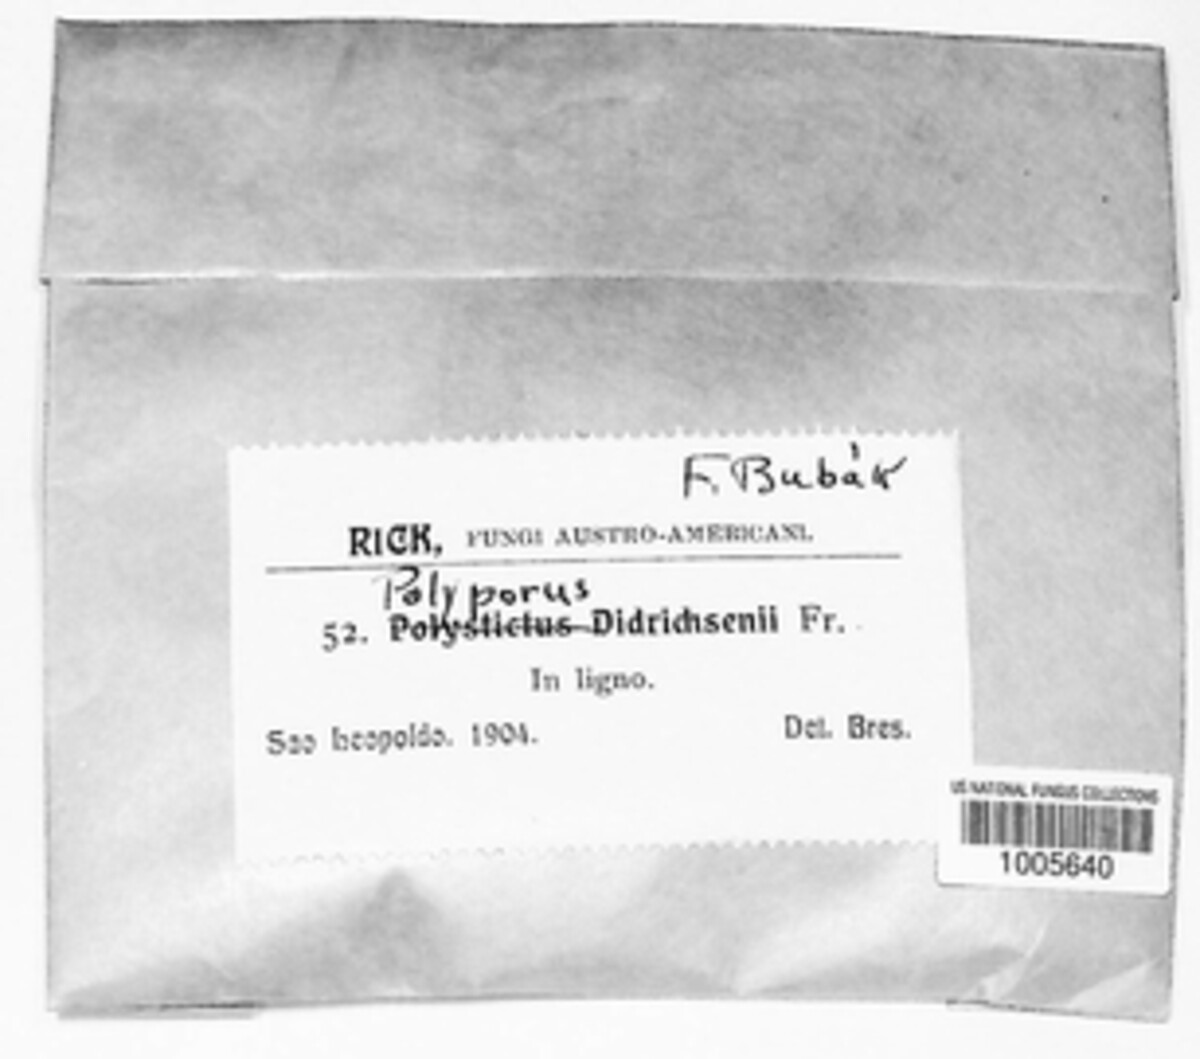 F. Bubák
RICK, FUNGI AUSTRO-AMERICANI.
Polyporus
52. Polystictus Didrichsenii Fr.
In ligno.
Sao Leopoldo. 1904. Det. Bres.
US NATIONAL FUNGUS COLLECTIONS
1005640